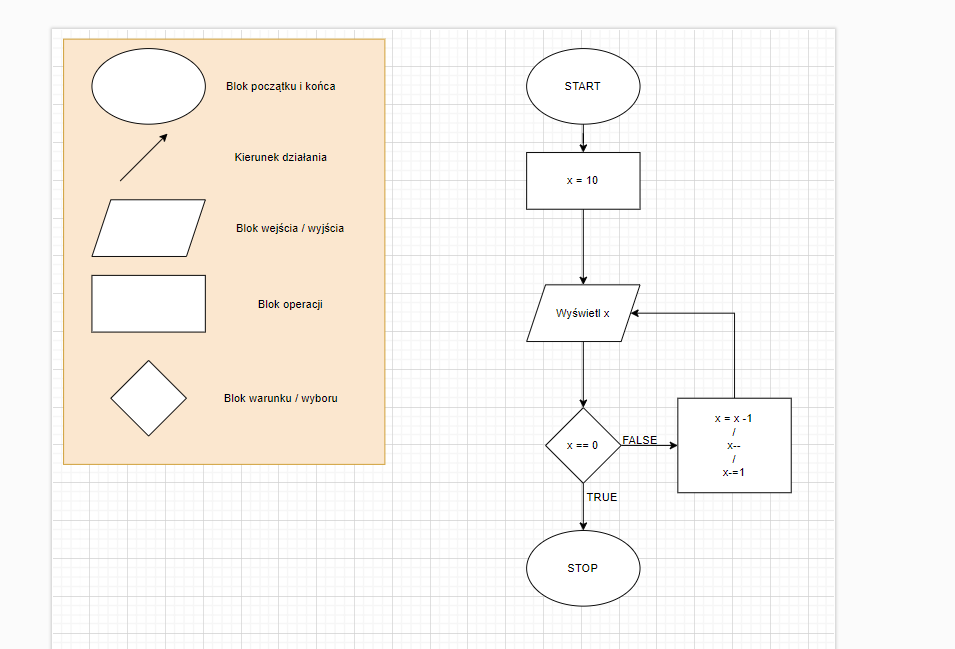 Blok początku i końca
Kierunek działania
Blok wejścia / wyjścia
Blok operacji
Blok warunku / wyboru
START
x = 10
Wyświetl x
x == 0
FALSE
x = x -1
/
x--
/
x-=1
TRUE
STOP